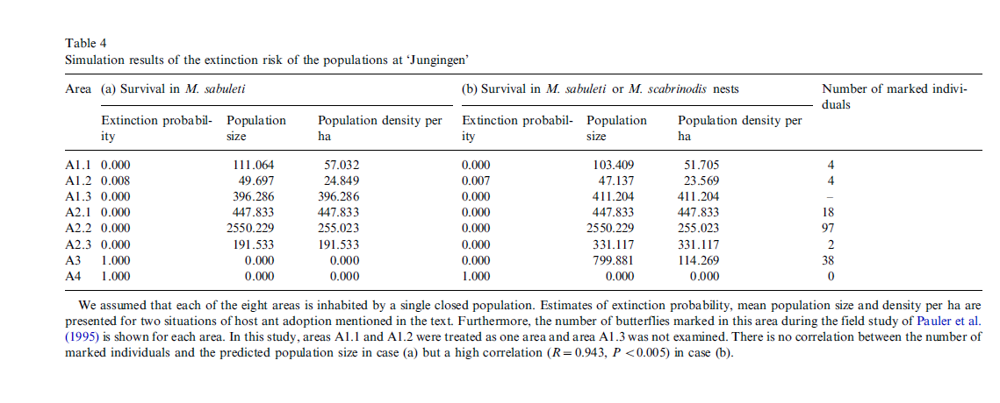 Table 4
Simulation results of the extinction risk of the populations at ‘Jungingen’
Area (a) Survival in M. sabuleti (b) Survival in M. sabuleti or M. scabrinodis nests Number of marked indivi-
duals
Extinction probabil- Population Population density per Extinction probabil- Population Population density per
ity size ha ity size ha
A1.1 0.000 111.064 57.032 0.000 103.409 51.705 4
A1.2 0.008 49.697 24.849 0.007 47.137 23.569 4
A1.3 0.000 396.286 396.286 0.000 411.204 411.204 –
A2.1 0.000 447.833 447.833 0.000 447.833 447.833 18
A2.2 0.000 2550.229 255.023 0.000 2550.229 255.023 97
A2.3 0.000 191.533 191.533 0.000 331.117 331.117 2
A3 1.000 0.000 0.000 0.000 799.881 114.269 38
A4 1.000 0.000 0.000 1.000 0.000 0.000 0
We assumed that each of the eight areas is inhabited by a single closed population. Estimates of extinction probability, mean population size and density per ha are
presented for two situations of host ant adoption mentioned in the text. Furthermore, the number of butterflies marked in this area during the field study of Pauler et al.
(1995) is shown for each area. In this study, areas A1.1 and A1.2 were treated as one area and area A1.3 was not examined. There is no correlation between the number of
marked individuals and the predicted population size in case (a) but a high correlation (R = 0.943, P < 0.005) in case (b).